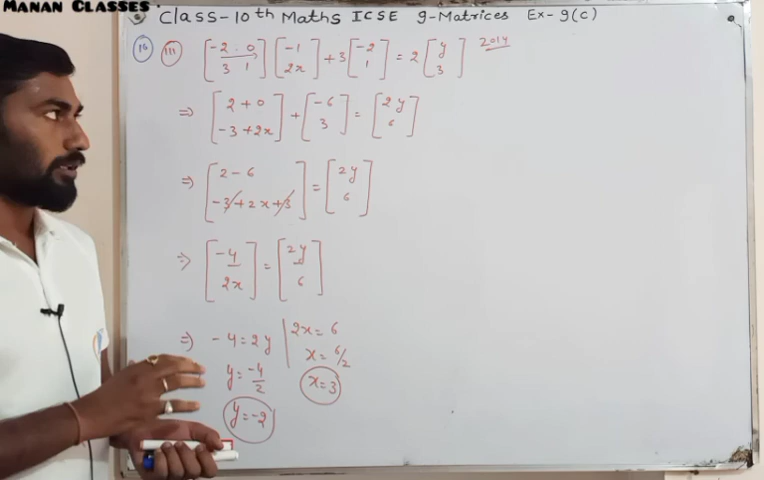 MANAN CLASSES
Class-10th Maths ICSE 9-Matrices Ex-9(c)
16 iii [-2 0 3 1] [-1 2x] + 3 [-2 1] = 2 [y 3] 2014
⇒ [2+0 -3+2x] + [-6 3] = [2y 6]
⇒ [2-6 -3+2x+3] = [2y 6]
⇒ [-4 2x] = [2y 6]
⇒ -4=2y | 2x=6
y=-4/2 x=6/2
y=-2 x=3